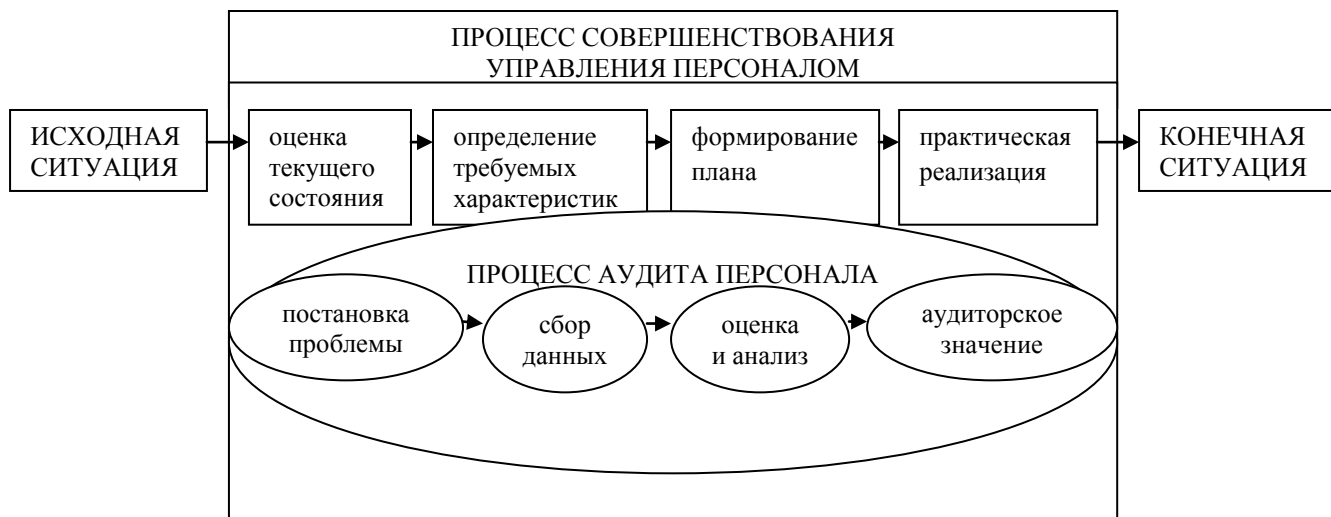 ПРОЦЕСС СОВЕРШЕНСТВОВАНИЯ
УПРАВЛЕНИЯ ПЕРСОНАЛОМ
ИСХОДНАЯ
СИТУАЦИЯ
оценка
текущего
состояния
определение
требуемых
характеристик
формирование
плана
практическая
реализация
КОНЕЧНАЯ
СИТУАЦИЯ
ПРОЦЕСС АУДИТА ПЕРСОНАЛА
постановка
проблемы
сбор
данных
оценка
и анализ
аудиторское
значение